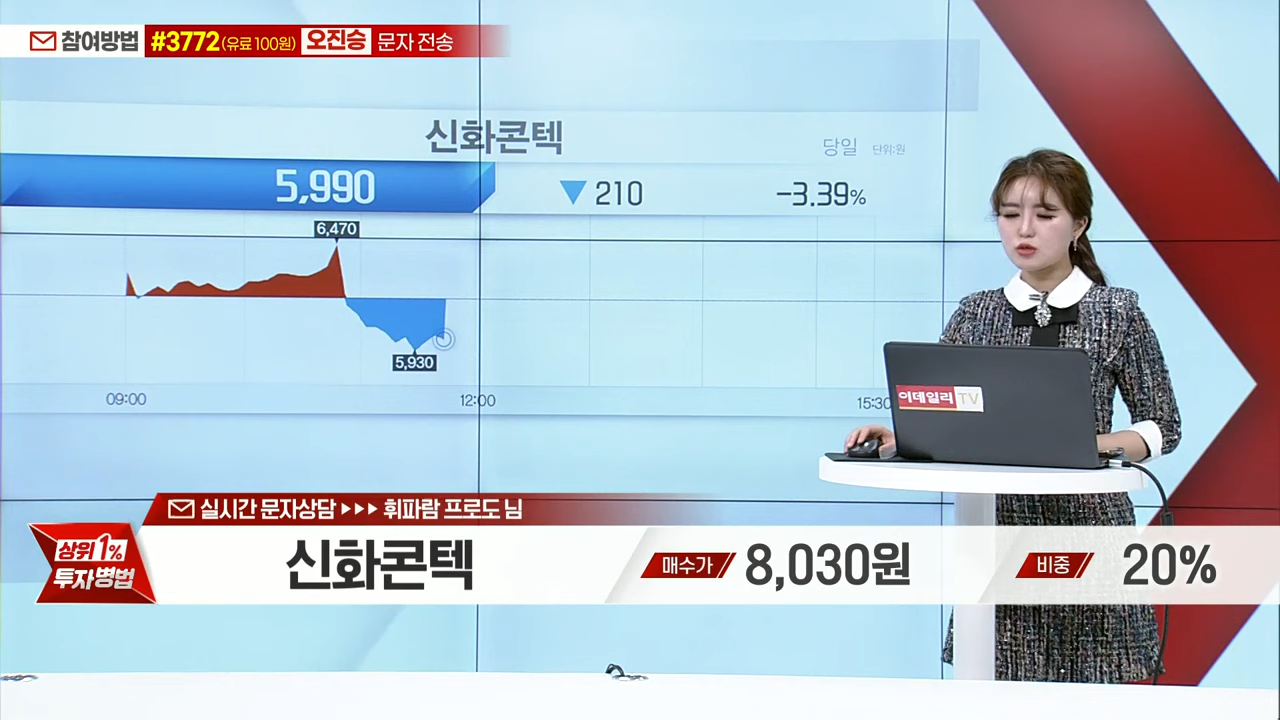 참여방법 #3772(유료 100원) 오진승 문자 전송
신화콘텍
당일 단위:원
5,990 ▼ 210 -3.39%
6,470
5,930
09:00 12:00 15:30
이데일리 TV
실시간 문자상담 ▶▶▶ 휘파람 프로도 님
상위 1%
투자병법
신화콘텍 매수가 8,030원 비중 20%